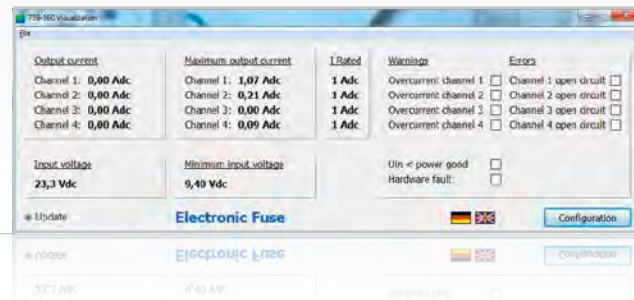 759-860 Visualization
File
Output current
Channel 1: 0,00 Adc
Channel 2: 0,00 Adc
Channel 3: 0,00 Adc
Channel 4: 0,00 Adc
Maximum output current
Channel 1: 1,07 Adc
Channel 2: 0,21 Adc
Channel 3: 0,00 Adc
Channel 4: 0,09 Adc
I Rated
1 Adc
1 Adc
1 Adc
1 Adc
Warnings
Overcurrent channel 1
Overcurrent channel 2
Overcurrent channel 3
Overcurrent channel 4
Errors
Channel 1 open circuit
Channel 2 open circuit
Channel 3 open circuit
Channel 4 open circuit
Input voltage
23,3 Vdc
Minimum input voltage
9,40 Vdc
Uin < power good
Hardware fault
Update
Electronic Fuse
Configuration